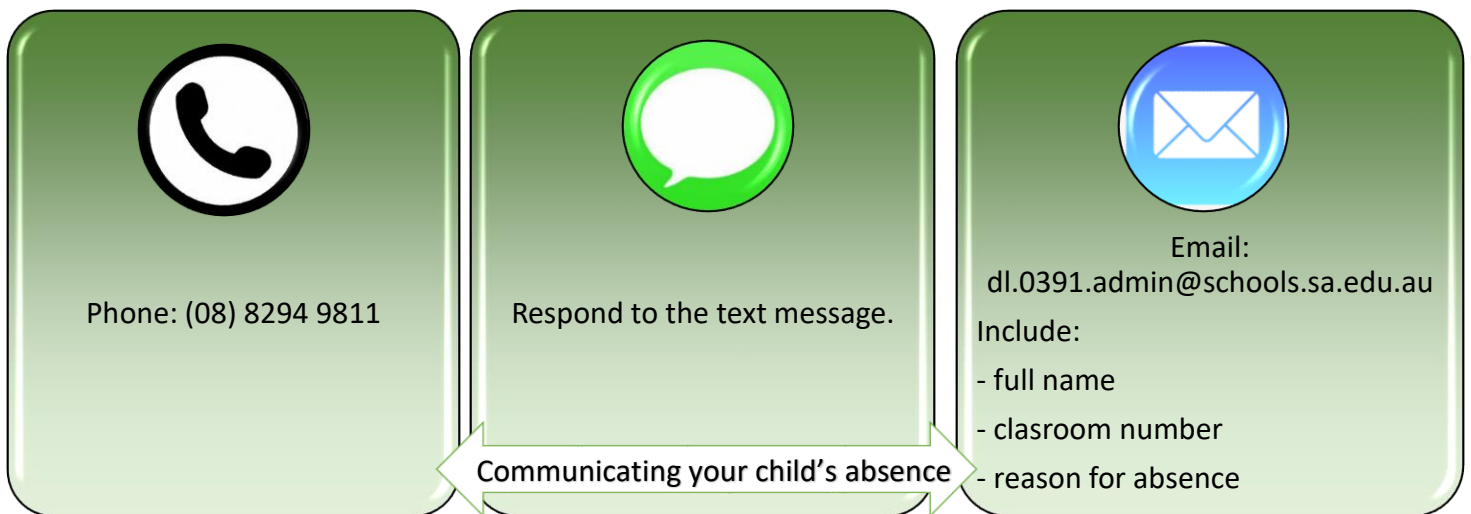 Phone: (08) 8294 9811
Respond to the text message.
Email:
dl.0391.admin@schools.sa.edu.au
Include:
- full name
- clasroom number
- reason for absence
Communicating your child’s absence